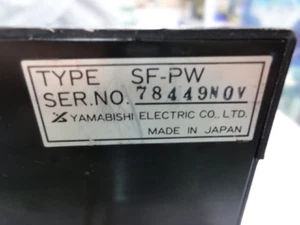 TYPE SF-PW
SER.NO. 78449NOV
YAMABISHI ELECTRIC CO., LTD.
MADE IN JAPAN